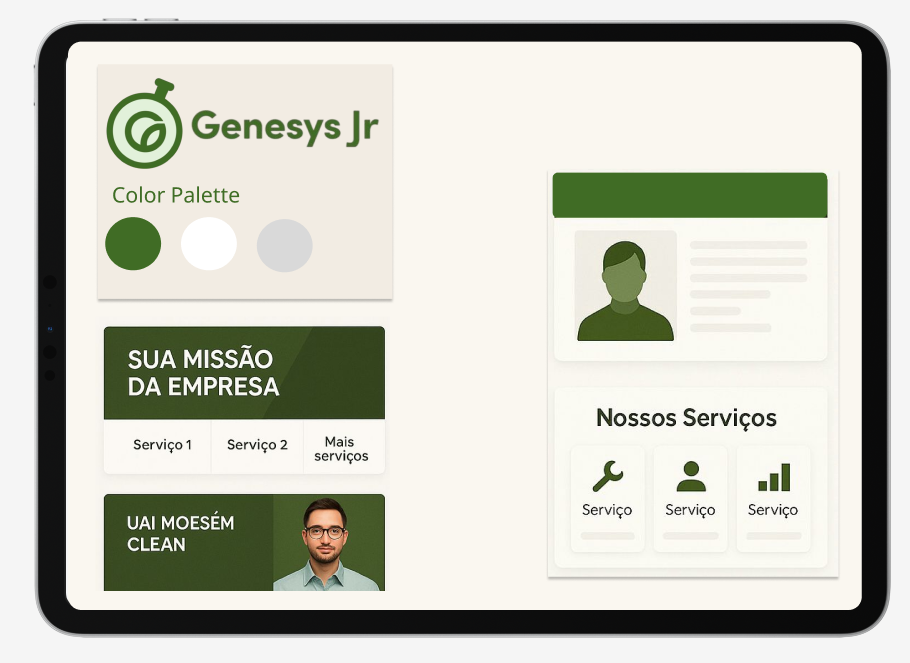 Genesys Jr
Color Palette
SUA MISSÃO
DA EMPRESA
Serviço 1
Serviço 2
Mais
serviços
UAI MOESÉM
CLEAN
Nossos Serviços
Serviço
Serviço
Serviço